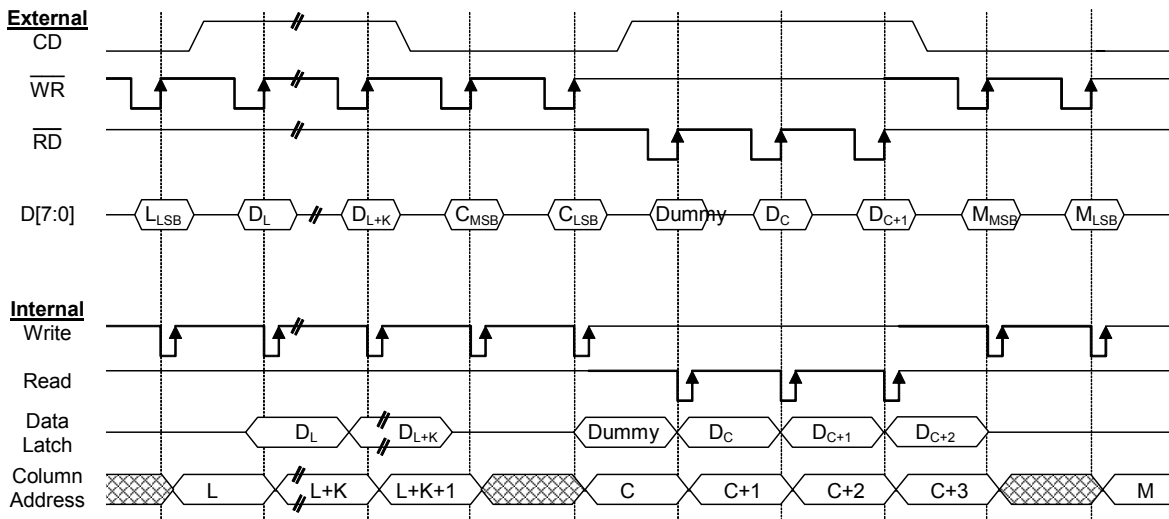 External
CD
WR
RD
D[7:0] LLSB DL DL+K CMSB CLSB Dummy DC DC+1 MMSB MLSB
Internal
Write
Read
Data
Latch
DL DL+K Dummy DC DC+1 DC+2
Column
Address
L L+K L+K+1 C C+1 C+2 C+3 M